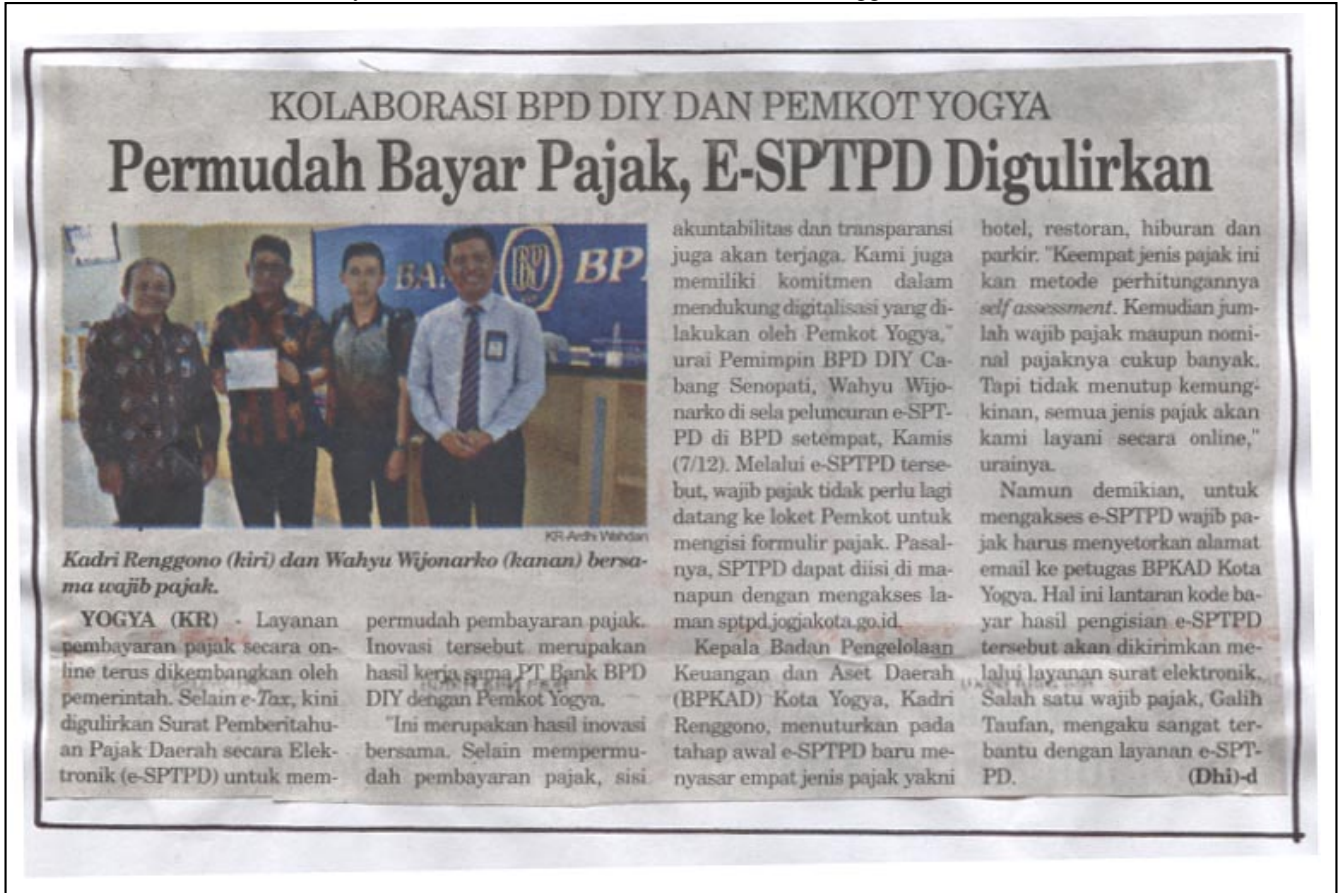 KOLABORASI BPD DIY DAN PEMKOT YOGYA
Permudah Bayar Pajak, E-SPTPD Digulirkan
BANK
BPD
KR-Ardhi Wahdan
Kadri Renggono (kiri) dan Wahyu Wijonarko (kanan) bersa-
ma wajib pajak.
YOGYA (KR) - Layanan
pembayaran pajak secara on-
line terus dikembangkan oleh
pemerintah. Selain e-Tax, kini
digulirkan Surat Pemberitahu-
an Pajak Daerah secara Elek-
tronik (e-SPTPD) untuk mem-
permudah pembayaran pajak.
Inovasi tersebut merupakan
hasil kerja sama PT Bank BPD
DIY dengan Pemkot Yogya.
"Ini merupakan hasil inovasi
bersama. Selain mempermu-
dah pembayaran pajak, sisi
akuntabilitas dan transparansi
juga akan terjaga. Kami juga
memiliki komitmen dalam
mendukung digitalisasi yang di-
lakukan oleh Pemkot Yogya,"
urai Pemimpin BPD DIY Ca-
bang Senopati, Wahyu Wijo-
narko di sela peluncuran e-SPT-
PD di BPD setempat, Kamis
(7/12). Melalui e-SPTPD terse-
but, wajib pajak tidak perlu lagi
datang ke loket Pemkot untuk
mengisi formulir pajak. Pasal-
nya, SPTPD dapat diisi di ma-
napun dengan mengakses la-
man sptpd.jogjakota.go.id.
Kepala Badan Pengelolaan
Keuangan dan Aset Daerah
(BPKAD) Kota Yogya, Kadri
Renggono, menuturkan pada
tahap awal e-SPTPD baru me-
nyasar empat jenis pajak yakni
hotel, restoran, hiburan dan
parkir. "Keempat jenis pajak ini
kan metode perhitungannya
self assessment. Kemudian jum-
lah wajib pajak maupun nomi-
nal pajaknya cukup banyak.
Tapi tidak menutup kemung-
kinan, semua jenis pajak akan
kami layani secara online,"
urainya.
Namun demikian, untuk
mengakses e-SPTPD wajib pa-
jak harus menyetorkan alamat
email ke petugas BPKAD Kota
Yogya. Hal ini lantaran kode ba-
yar hasil pengisian e-SPTPD
tersebut akan dikirimkan me-
lalui layanan surat elektronik.
Salah satu wajib pajak, Galih
Taufan, mengaku sangat ter-
bantu dengan layanan e-SPT-
PD. (Dhi)-d